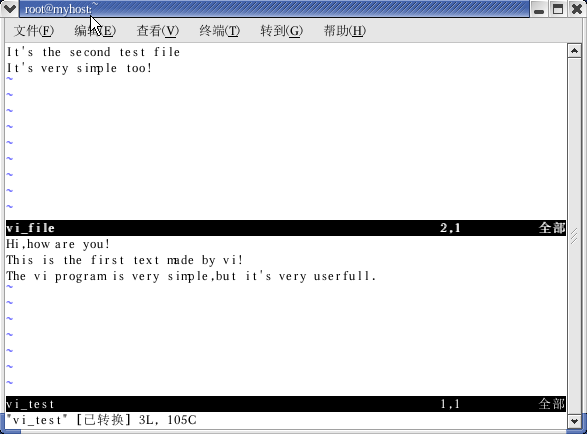 root@myhost:~
文件(F) 编辑(E) 查看(V) 终端(T) 转到(G) 帮助(H)
It's the second test file
It's very simple too!
~
~
~
~
~
~
~
~
~
vi_file 2,1 全部
Hi,how are you!
This is the first text made by vi!
The vi program is very simple,but it's very userfull.
~
~
~
~
~
~
~
vi_test 1,1 全部
"vi_test" [已转换] 3L, 105C